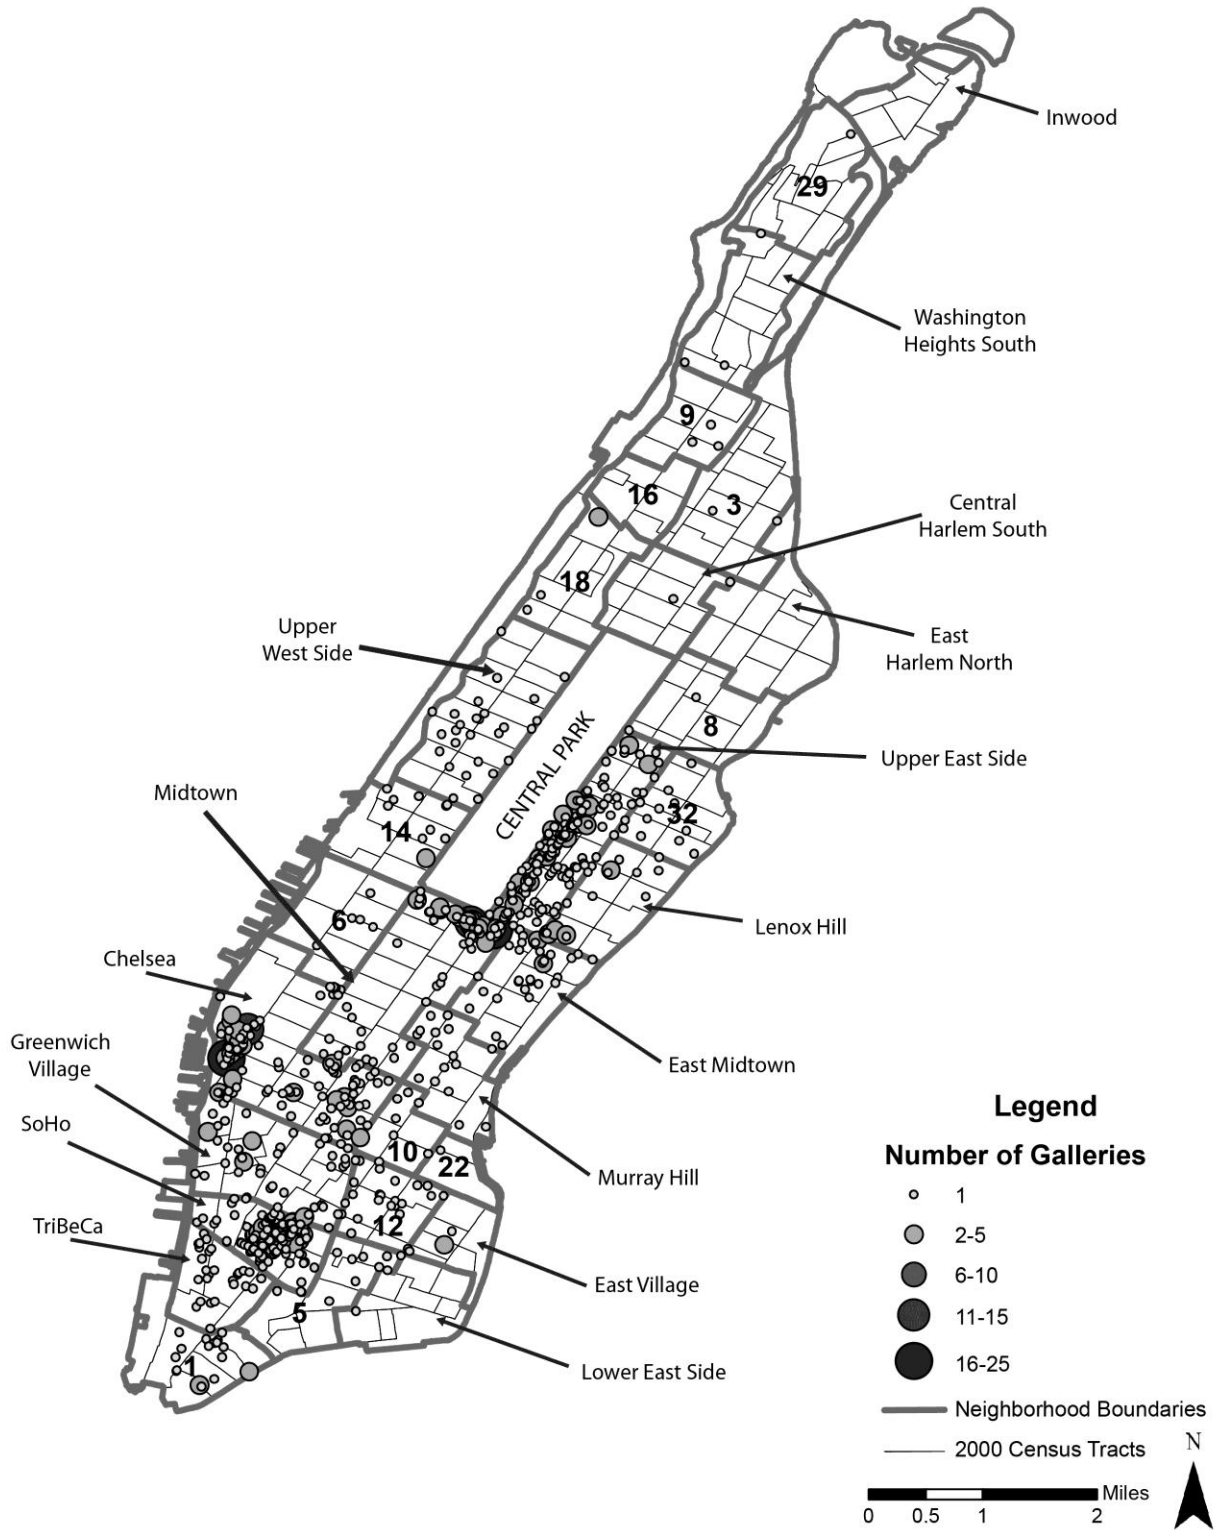 Inwood
29
Washington
Heights South
9
16
3
Central
Harlem South
18
Upper
West Side
East
Harlem North
8
CENTRAL PARK
Upper East Side
Midtown
32
14
6
Lenox Hill
Chelsea
Greenwich
Village
East Midtown
SoHo
10
22
Murray Hill
TriBeCa
12
East Village
5
1
Lower East Side
Legend
Number of Galleries
1
2-5
6-10
11-15
16-25
Neighborhood Boundaries
2000 Census Tracts
N
Miles
0 0.5 1 2